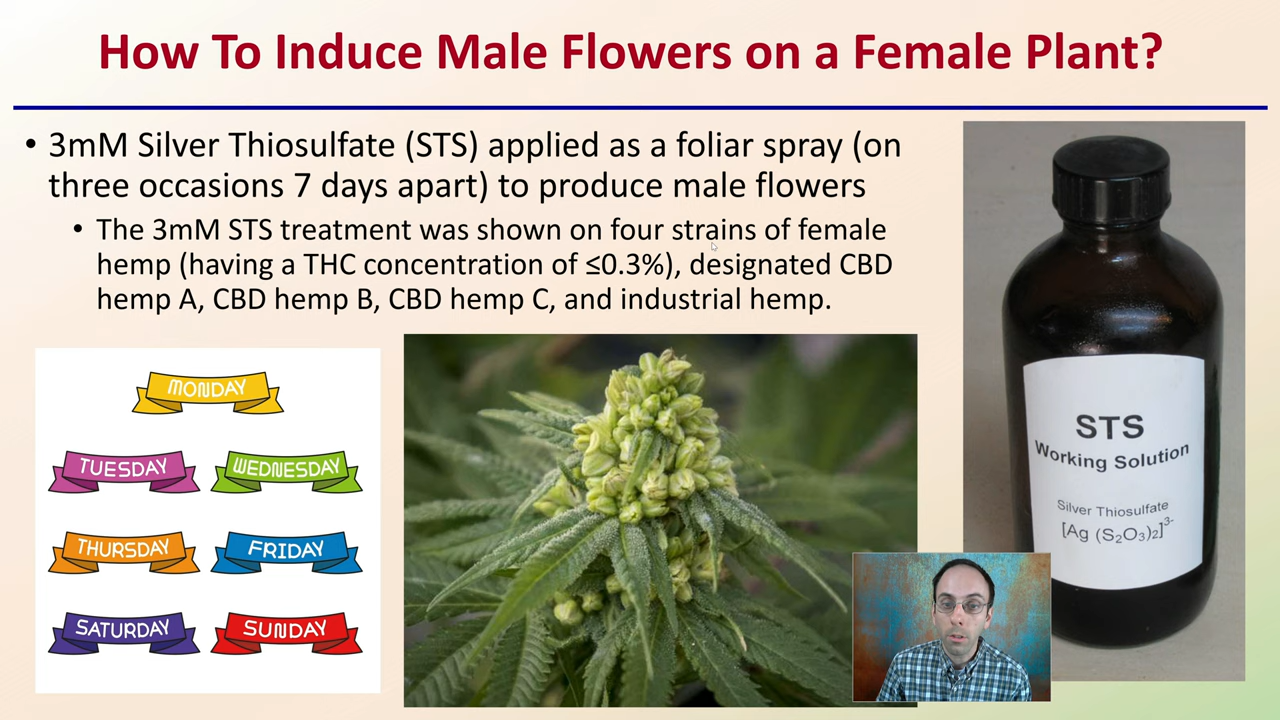 How To Induce Male Flowers on a Female Plant?
• 3mM Silver Thiosulfate (STS) applied as a foliar spray (on
three occasions 7 days apart) to produce male flowers
• The 3mM STS treatment was shown on four strains of female
hemp (having a THC concentration of ≤0.3%), designated CBD
hemp A, CBD hemp B, CBD hemp C, and industrial hemp.
MONDAY
TUESDAY
WEDNESDAY
THURSDAY
FRIDAY
SATURDAY
SUNDAY
STS
Working Solution
Silver Thiosulfate
[Ag (S₂O₃)₂]³⁻